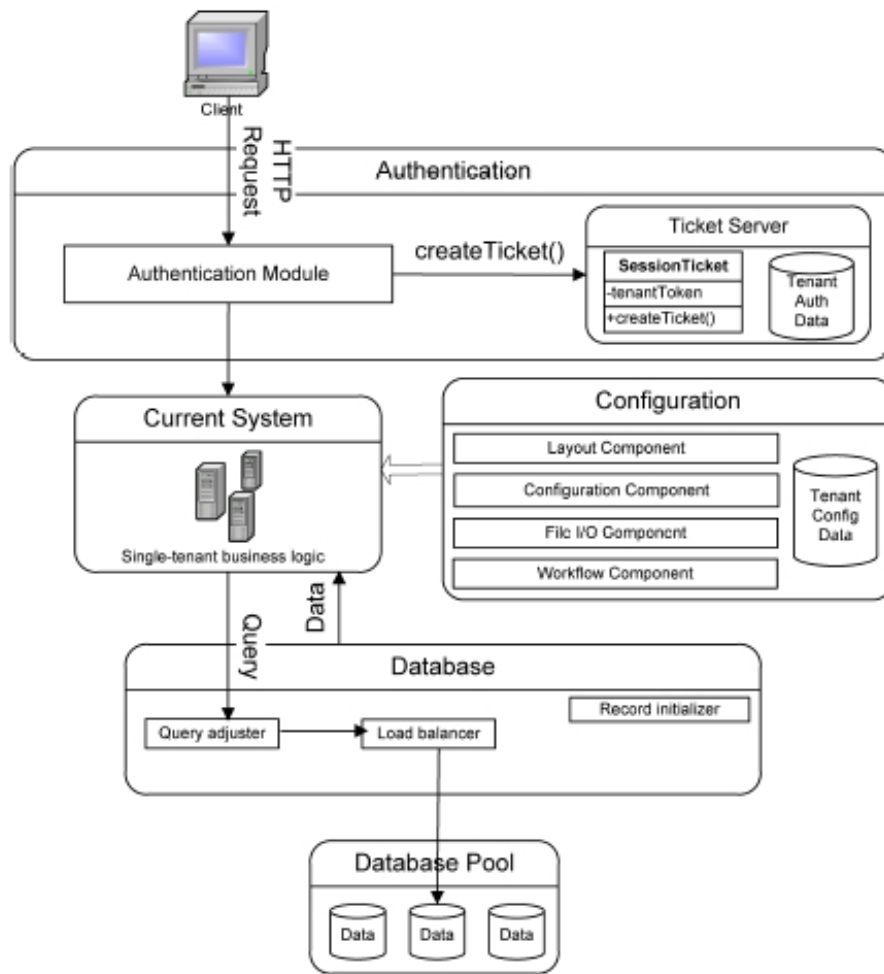 Client
HTTP
Request
Authentication
Authentication Module
createTicket()
Ticket Server
SessionTicket
-tenantToken
+createTicket()
Tenant
Auth
Data
Current System
Single-tenant business logic
Configuration
Layout Component
Configuration Component
File I/O Component
Workflow Component
Tenant
Config
Data
Query
Data
Database
Record initializer
Query adjuster
Load balancer
Database Pool
Data
Data
Data